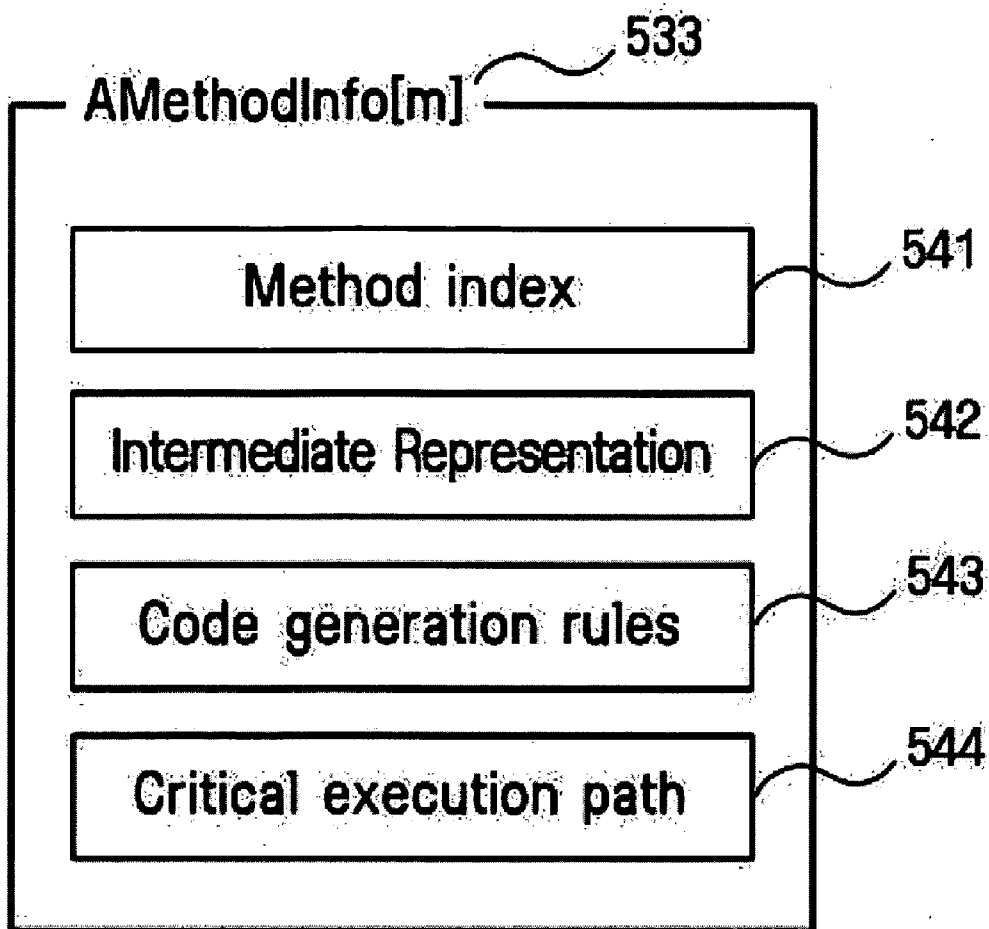 533
AMethodInfo[m]
Method index
541
Intermediate Representation
542
Code generation rules
543
Critical execution path
544